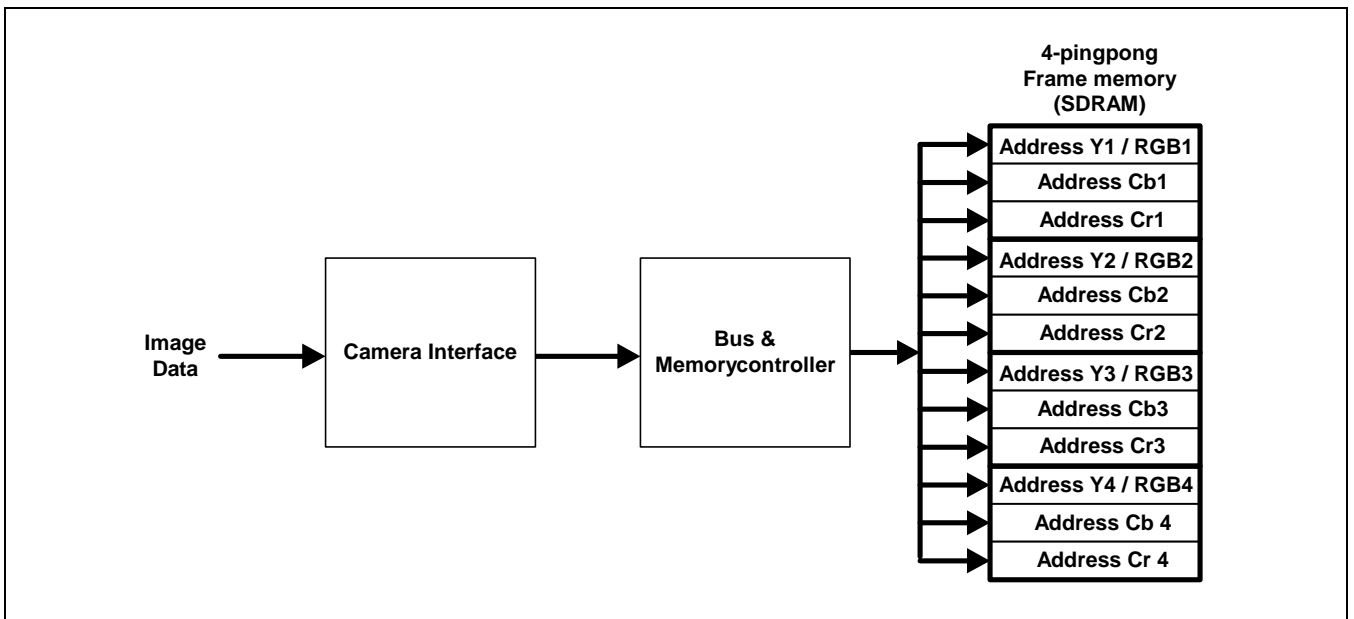 4-pingpong
Frame memory
(SDRAM)
Address Y1 / RGB1
Address Cb1
Address Cr1
Address Y2 / RGB2
Address Cb2
Address Cr2
Address Y3 / RGB3
Address Cb3
Address Cr3
Address Y4 / RGB4
Address Cb 4
Address Cr 4
Image
Data
Camera Interface
Bus &
Memorycontroller